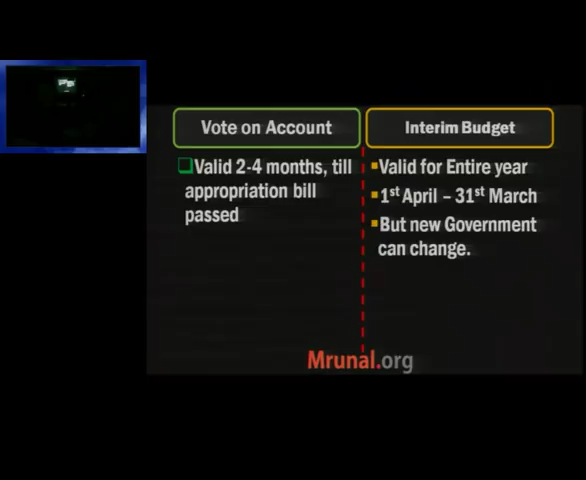 Vote on Account
Valid 2-4 months, till
appropriation bill
passed
Interim Budget
Valid for Entire year
1st April – 31st March
But new Government
can change.
Mrunal.org